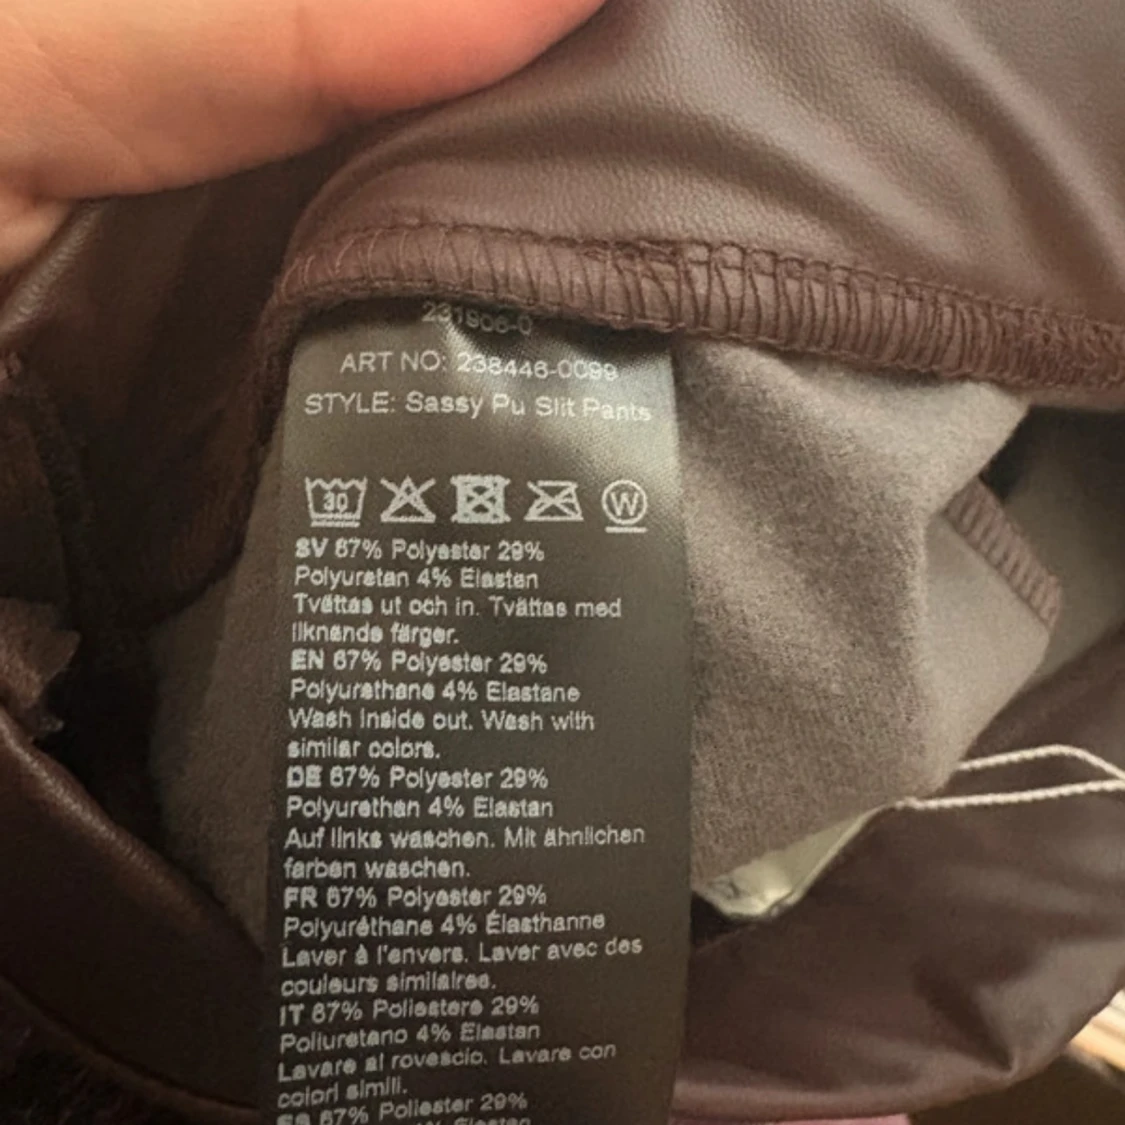 231906-0
ART NO: 238446-0099
STYLE: Sassy Pu Slit Pants
30
W
SV 67% Polyester 29%
Polyuretan 4% Elastan
Tvättas ut och in. Tvättas med
liknande färger.
EN 67% Polyester 29%
Polyurethane 4% Elastane
Wash inside out. Wash with
similar colors.
DE 67% Polyester 29%
Polyurethan 4% Elastan
Auf links waschen. Mit ähnlichen
farben waschen.
FR 67% Polyester 29%
Polyuréthane 4% Élasthanne
Laver à l'envers. Laver avec des
couleurs similaires.
IT 67% Poliestere 29%
Poliuretano 4% Elastan
Lavare al rovescio. Lavare con
colori simili.
ES 67% Poliester 29%
4% Elastan